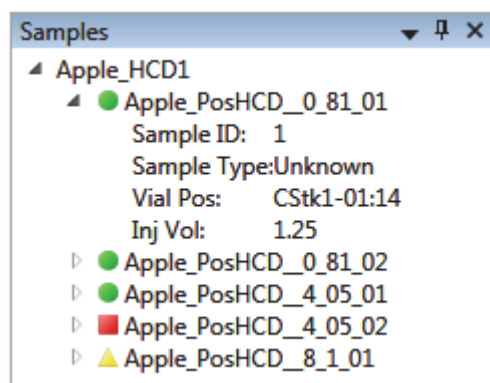 Samples
Apple_HCD1
Apple_PosHCD__0_81_01
Sample ID: 1
Sample Type:Unknown
Vial Pos: CStk1-01:14
Inj Vol: 1.25
Apple_PosHCD__0_81_02
Apple_PosHCD__4_05_01
Apple_PosHCD__4_05_02
Apple_PosHCD__8_1_01